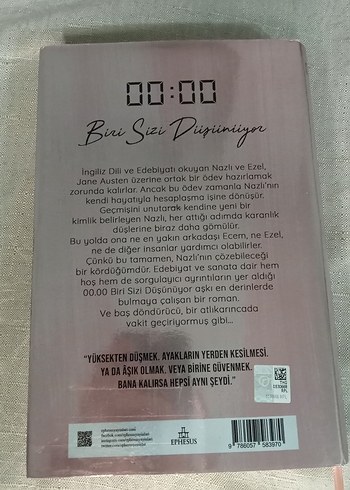 00:00
Biri Sizi Düşünüyor
İngiliz Dili ve Edebiyatı okuyan Nazlı ve Ezel,
Jane Austen üzerine ortak bir ödev hazırlamak
zorunda kalırlar. Ancak bu ödev zamanla Nazlı'nın
kendi hayatıyla hesaplaşma işine dönüşür.
Geçmişini unutarak kendine yeni bir
kimlik belirleyen Nazlı, her attığı adımda karanlık
düşlerine biraz daha gömülür.
Bu yolda ona ne en yakın arkadaşı Ecem, ne Ezel,
ne de diğer insanlar yardımcı olabilirler.
Çünkü bu tamamen, Nazlı'nın çözebileceği
bir kördüğümdür. Edebiyat ve sanata dair hem
hoş hem de sorgulayıcı ayrıntıların yer aldığı
00.00 Biri Sizi Düşünüyor aşkı en derinlerde
bulmaya çalışan bir roman.
Ve baş döndürücü, bir atlıkarıncada
vakit geçiriyormuş gibi...
"YÜKSEKTEN DÜŞMEK. AYAKLARIN YERDEN KESİLMESİ.
YA DA ÂŞIK OLMAK. VEYA BİRİNE GÜVENMEK.
BANA KALIRSA HEPSİ AYNI ŞEYDİ."
EPHESUS
9 786057 583970